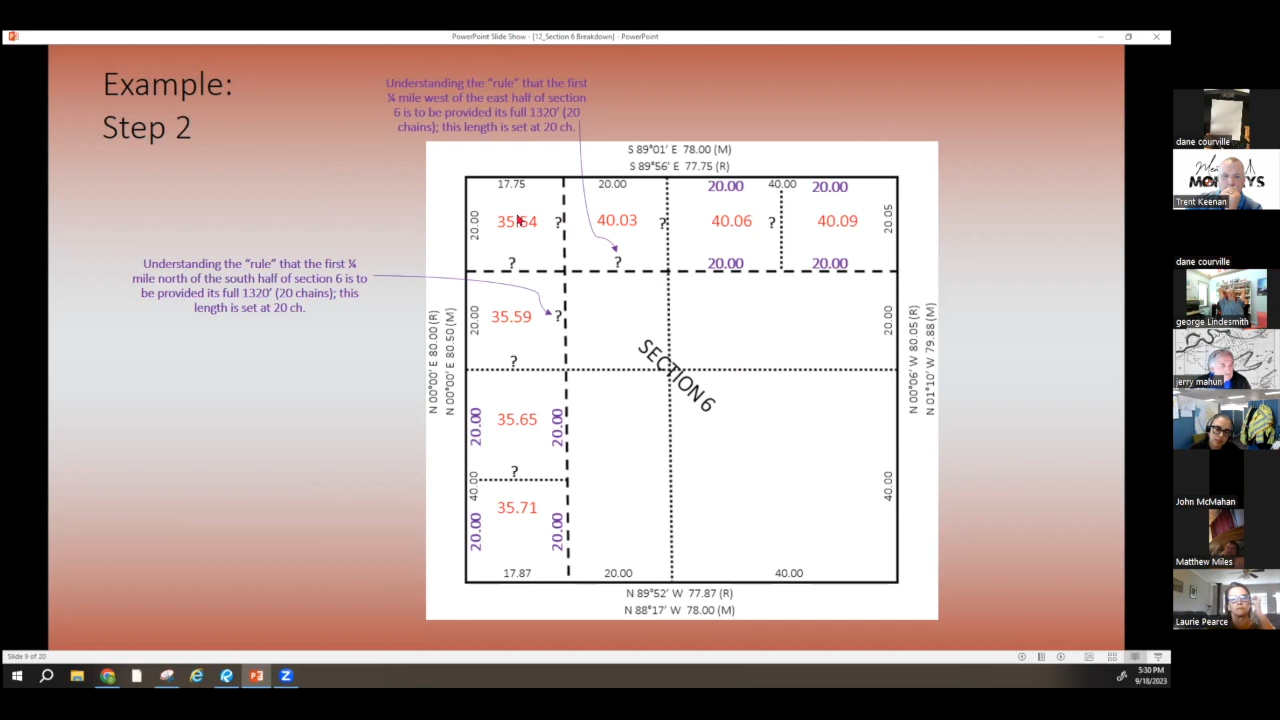 PowerPoint Slide Show - [12_Section 6 Breakdown] - PowerPoint
Example:
Step 2
Understanding the "rule" that the first
¼ mile west of the east half of section
6 is to be provided its full 1320' (20
chains); this length is set at 20 ch.
S 89°01' E 78.00 (M)
S 89°56' E 77.75 (R)
17.75
20.00
20.00
40.00
20.00
20.00
35.54
?
40.03
?
40.06
?
40.09
20.05
?
?
20.00
20.00
Understanding the "rule" that the first ¼
mile north of the south half of section 6 is to
be provided its full 1320' (20 chains); this
length is set at 20 ch.
20.00
35.59
?
20.00
N 00°00' E 80.00 (R)
N 00°00' E 80.50 (M)
N 00°06' W 80.05 (R)
N 01°10' W 79.88 (M)
?
SECTION 6
20.00
35.65
20.00
?
40.00
40.00
20.00
35.71
20.00
17.87
20.00
40.00
N 89°52' W 77.87 (R)
N 88°17' W 78.00 (M)
dane courville
Trent Keenan
dane courville
george Lindesmith
jerry mahun
John McMahan
Matthew Miles
Laurie Pearce
Slide 9 of 20
5:30 PM
9/18/2023